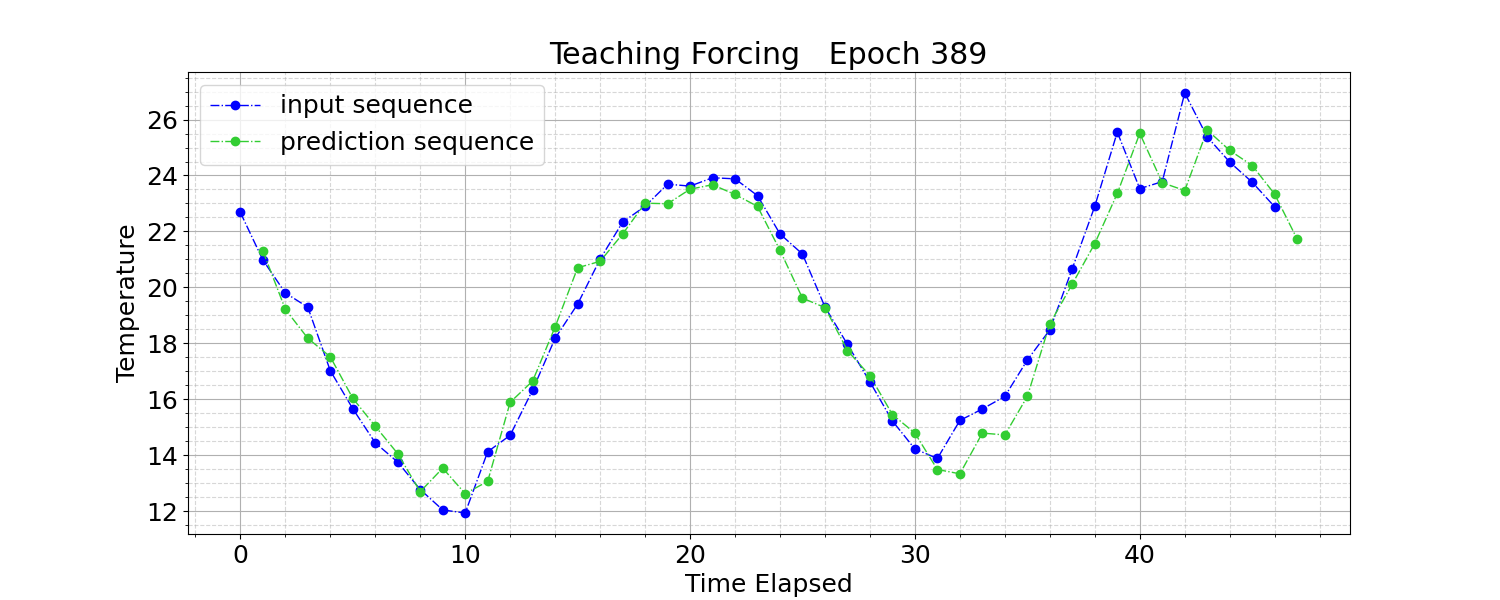 Teaching Forcing   Epoch 389
input sequence
prediction sequence
26
24
22
20
18
16
14
12
Temperature
0 10 20 30 40
Time Elapsed